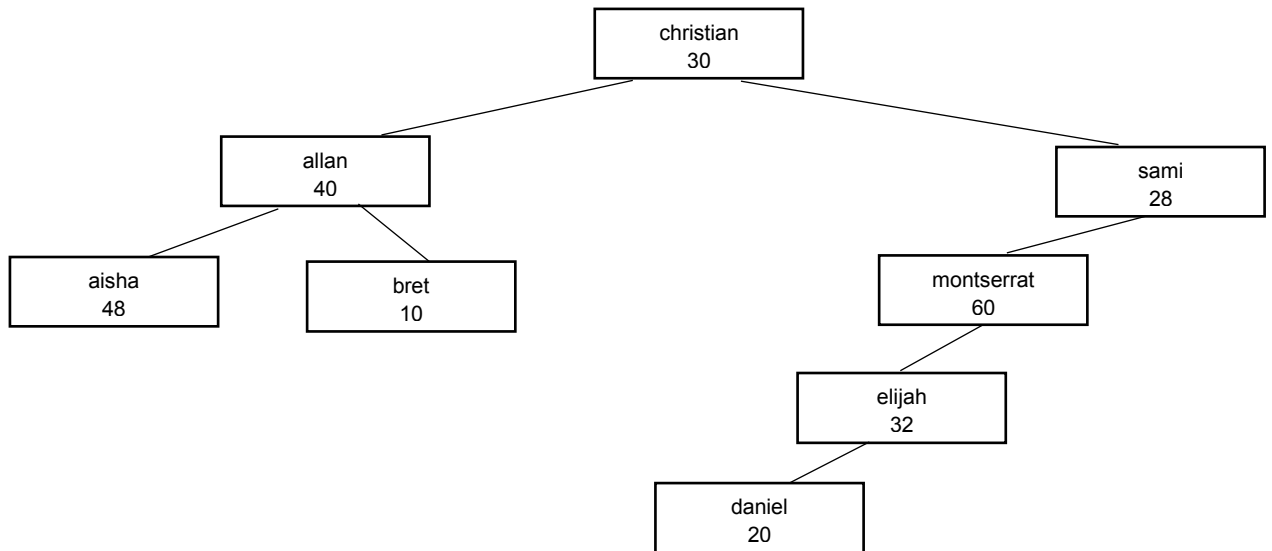 christian
30
allan
40
sami
28
aisha
48
bret
10
montserrat
60
elijah
32
daniel
20